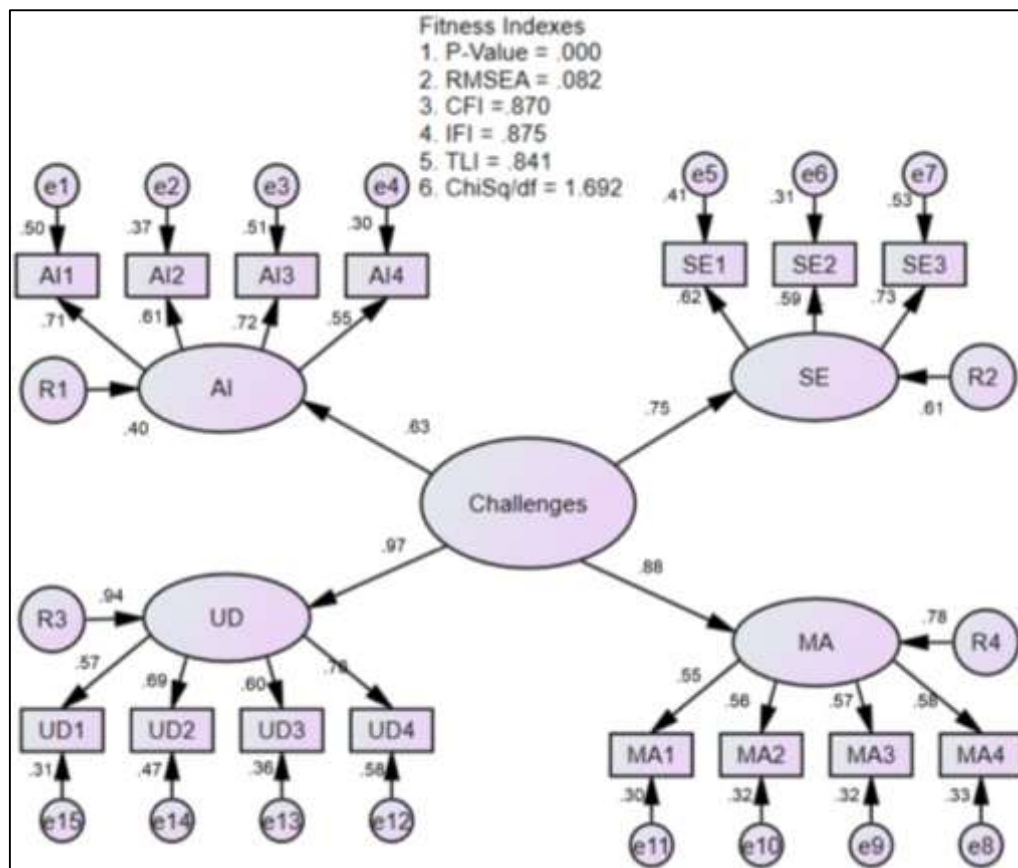 Fitness Indexes
1. P-Value = .000
2. RMSEA = .082
3. CFI =.870
4. IFI =.875
5. TLI = .841
6. ChiSq/df = 1.692
e1 e2 e3 e4
.50 .37 .51 .30
AI1 AI2 AI3 AI4
.71 .61 .72 .55
R1 AI
.40
e5 e6 e7
.41 .31 .53
SE1 SE2 SE3
.62 .59 .73
SE R2
.61
.63 .75
Challenges
.97 .88
R3 .94 UD
.57 .69 .60 .76
UD1 UD2 UD3 UD4
.31 .47 .36 .58
e15 e14 e13 e12
MA .78 R4
.55 .56 .57 .58
MA1 MA2 MA3 MA4
.30 .32 .32 .33
e11 e10 e9 e8